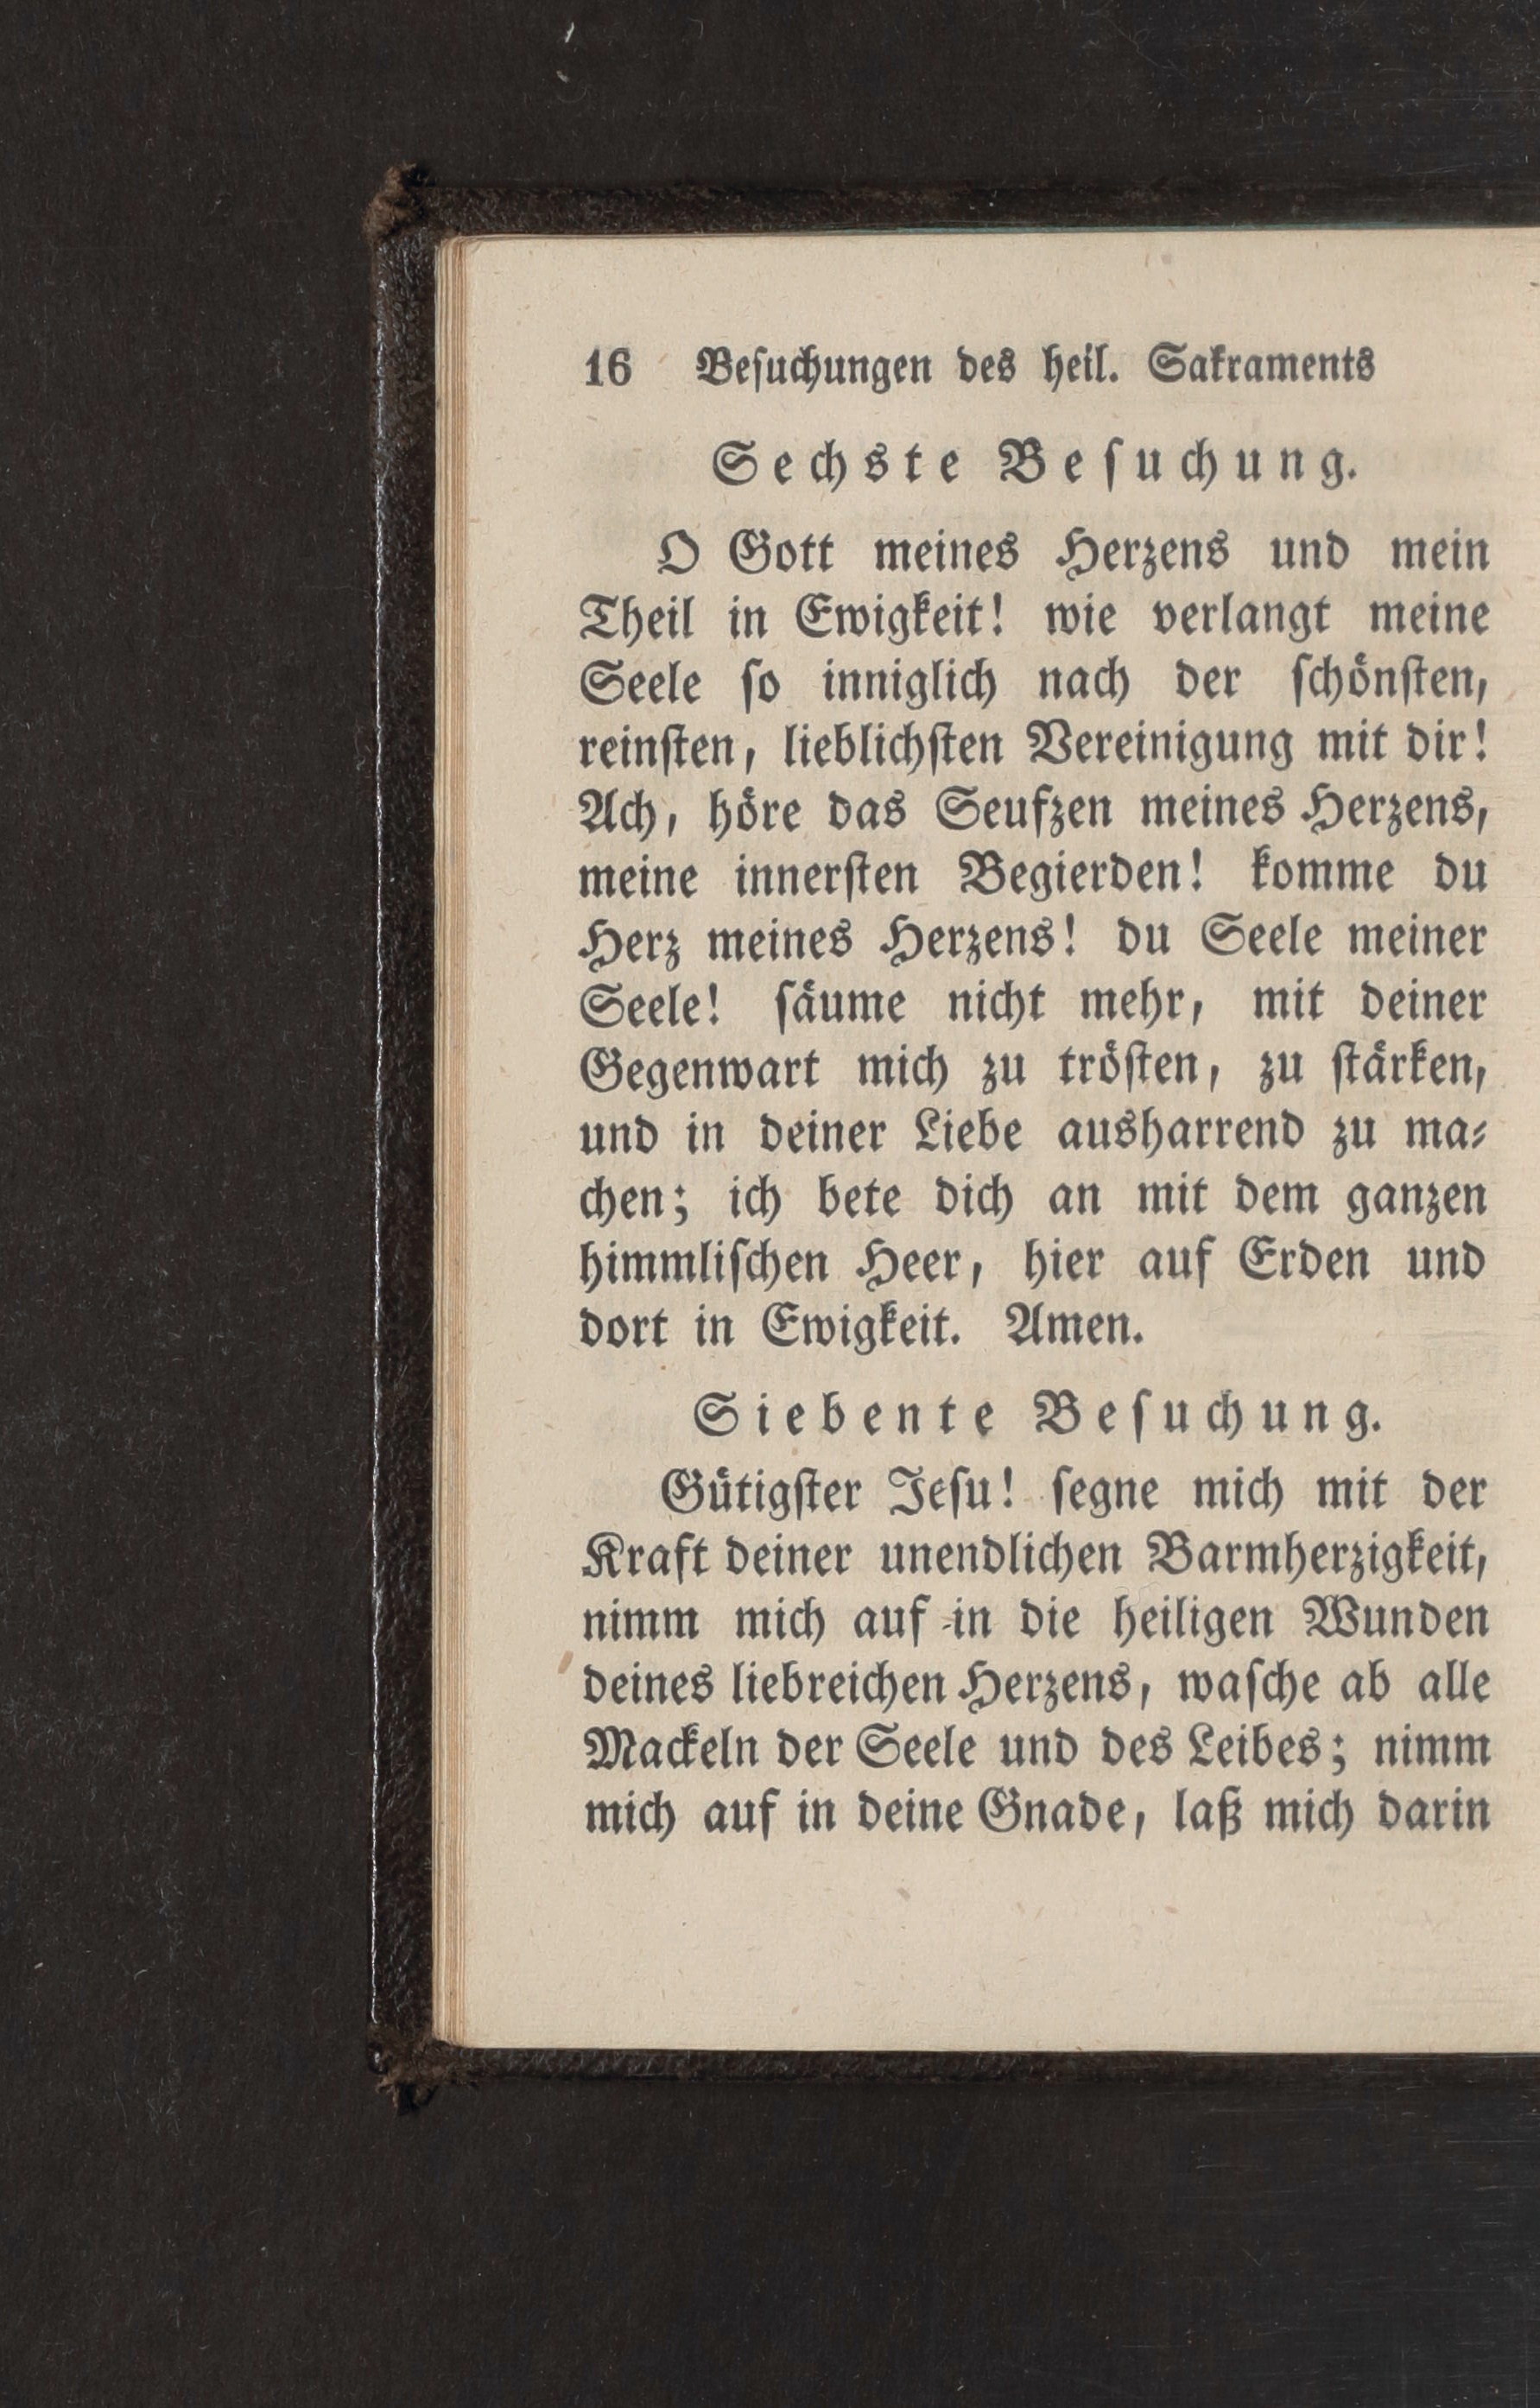 16 Beſuchungen des heil. Sakraments
Sechste Beſuchung.
O Gott meines Herzens und mein
Theil in Ewigkeit! wie verlangt meine
Seele ſo inniglich nach der ſchönſten,
reinſten, lieblichſten Vereinigung mit dir!
Ach, höre das Seufzen meines Herzens,
meine innerſten Begierden! komme du
Herz meines Herzens! du Seele meiner
Seele! ſäume nicht mehr, mit deiner
Gegenwart mich zu tröſten, zu ſtärken,
und in deiner Liebe ausharrend zu ma⸗
chen; ich bete dich an mit dem ganzen
himmliſchen Heer, hier auf Erden und
dort in Ewigkeit. Amen.
Siebente Beſuchung.
Gütigſter Jeſu! ſegne mich mit der
Kraft deiner unendlichen Barmherzigkeit,
nimm mich auf in die heiligen Wunden
deines liebreichen Herzens, waſche ab alle
Mackeln der Seele und des Leibes; nimm
mich auf in deine Gnade, laß mich darin